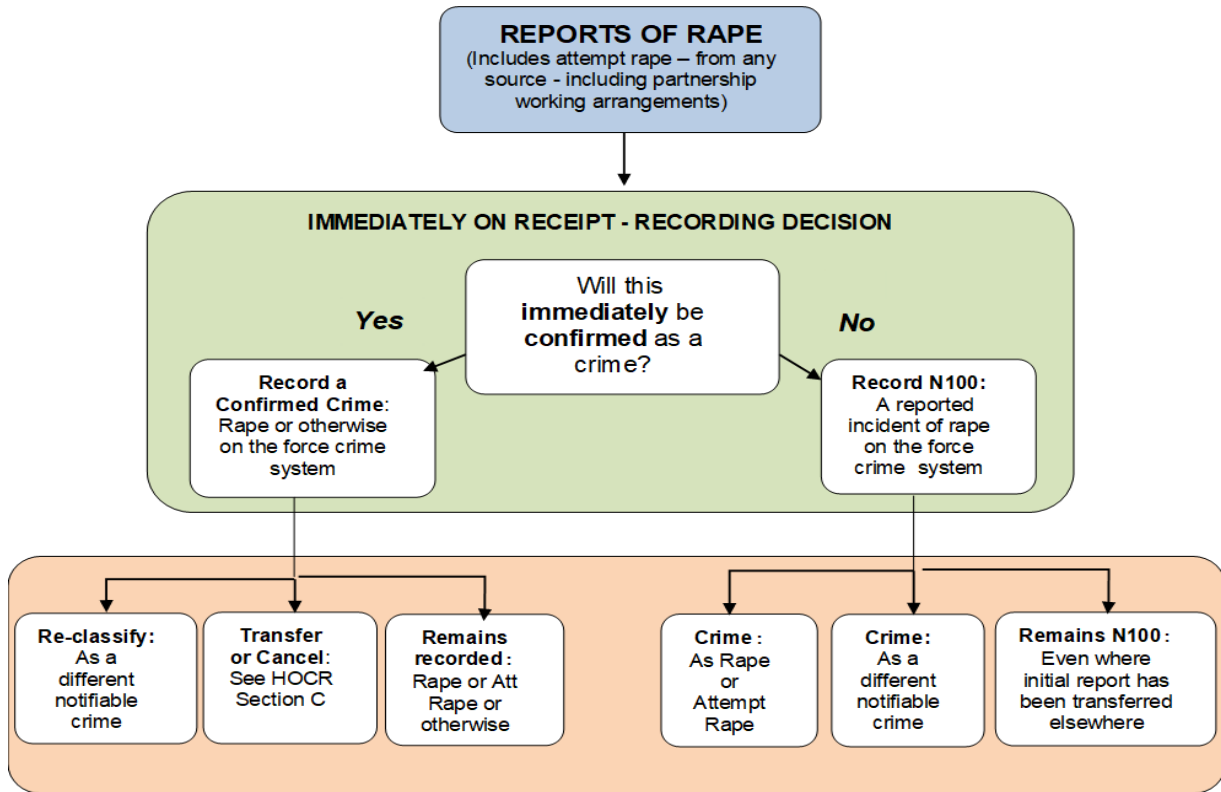 REPORTS OF RAPE
(Includes attempt rape – from any
source - including partnership
working arrangements)
IMMEDIATELY ON RECEIPT - RECORDING DECISION
Will this
immediately be
confirmed as a
crime?
Yes
No
Record a
Confirmed Crime:
Rape or otherwise
on the force crime
system
Record N100:
A reported
incident of rape
on the force
crime system
Re-classify:
As a
different
notifiable
crime
Transfer
or Cancel:
See HOCR
Section C
Remains
recorded :
Rape or Att
Rape or
otherwise
Crime :
As Rape
or
Attempt
Rape
Crime:
As a
different
notifiable
crime
Remains N100 :
Even where
initial report has
been transferred
elsewhere